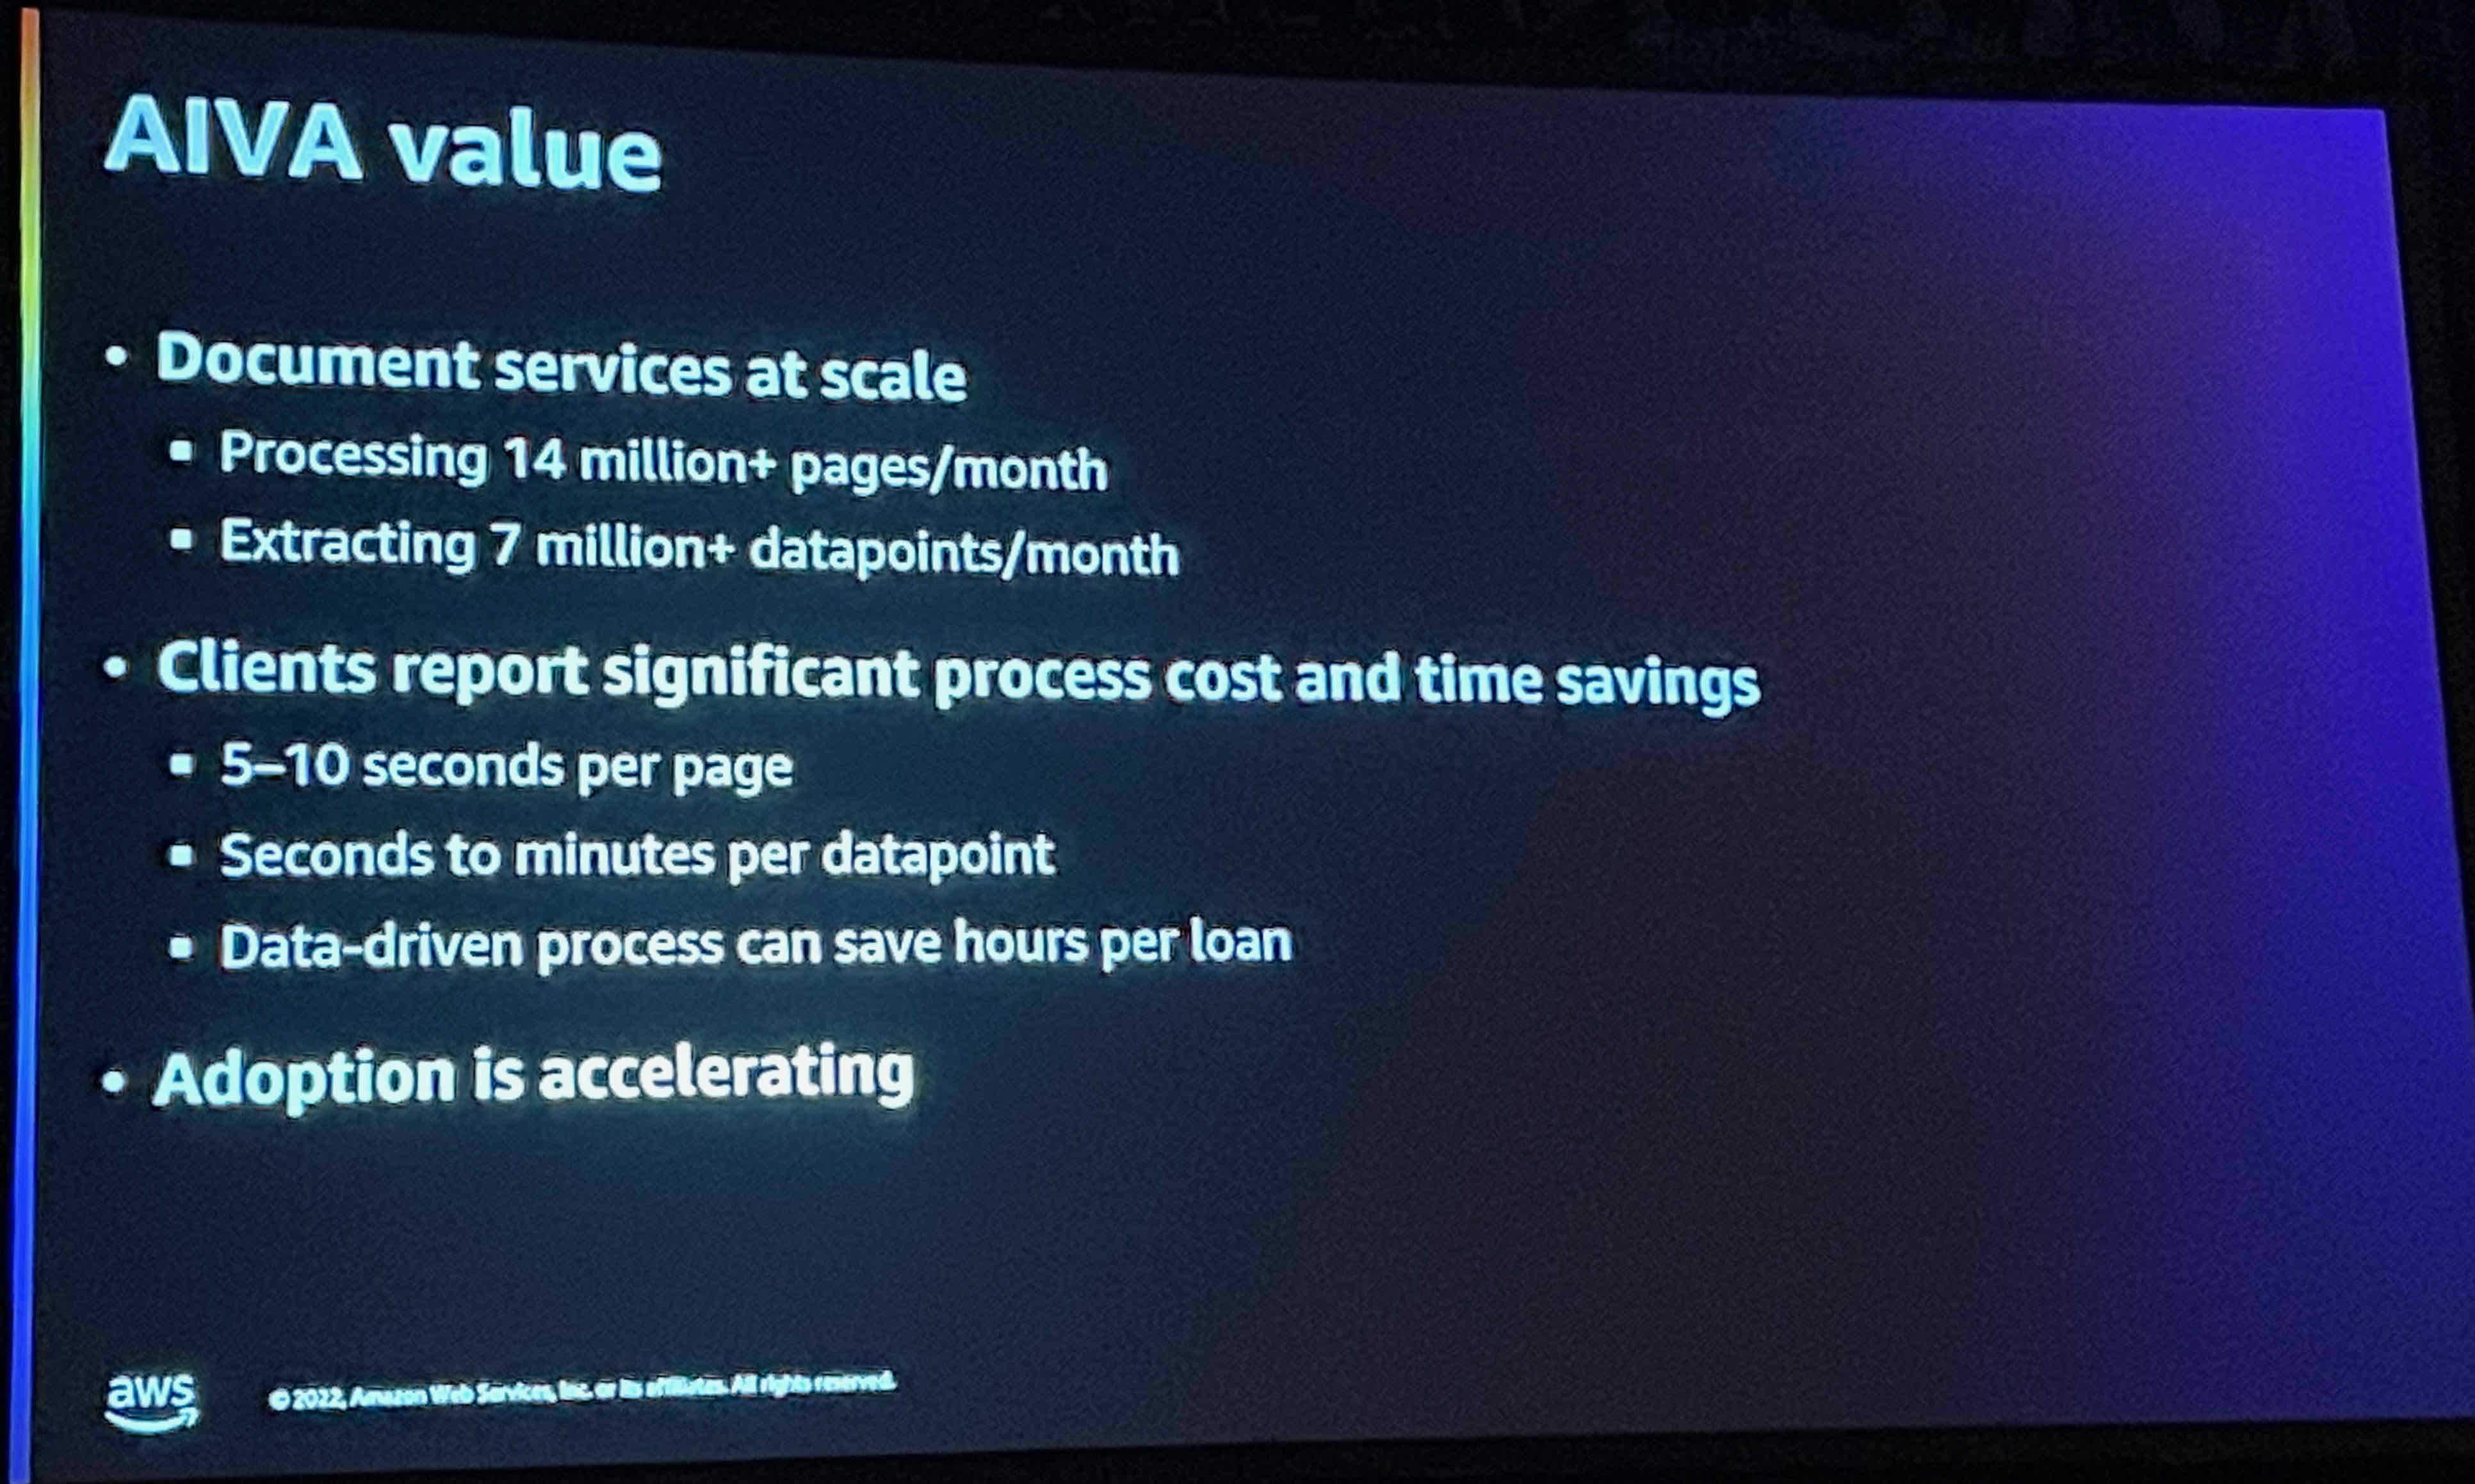 AIVA value
• Document services at scale
▪ Processing 14 million+ pages/month
▪ Extracting 7 million+ datapoints/month
• Clients report significant process cost and time savings
▪ 5–10 seconds per page
▪ Seconds to minutes per datapoint
▪ Data-driven process can save hours per loan
• Adoption is accelerating
aws
© 2022, Amazon Web Services, Inc. or its affiliates. All rights reserved.